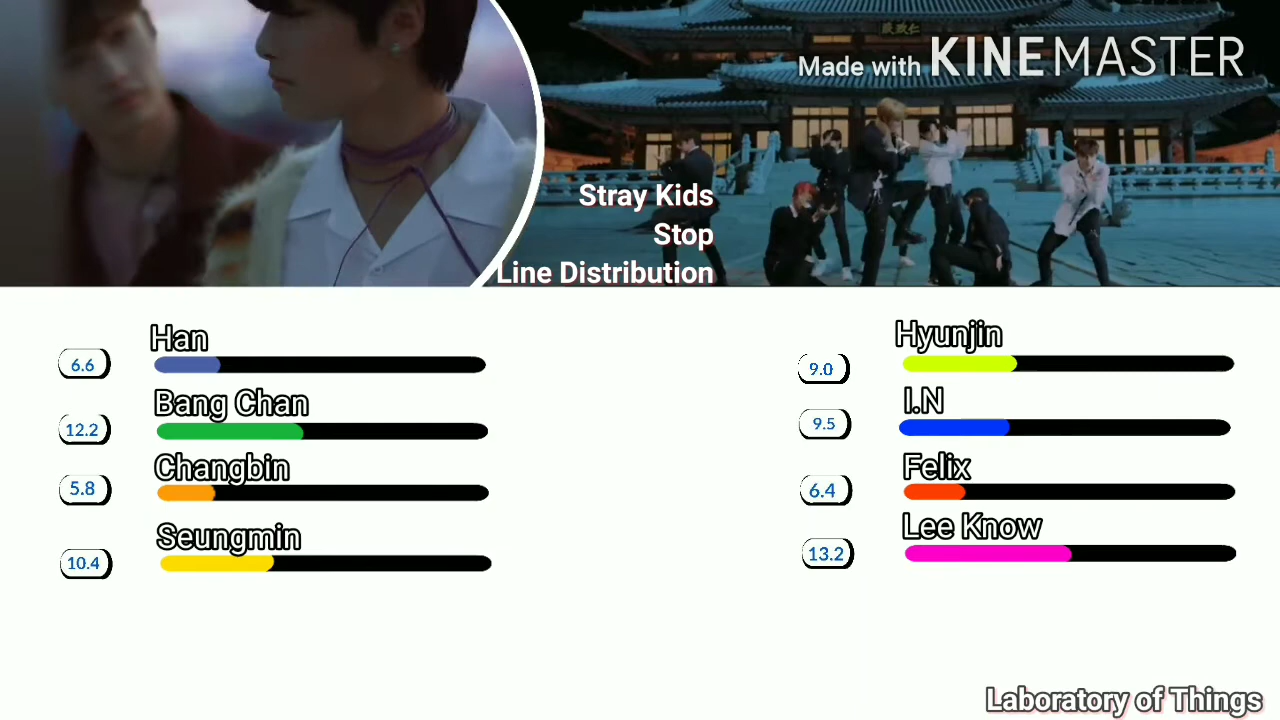 Made with KINEMASTER
Stray Kids
Stop
Line Distribution
Han
6.6
Bang Chan
12.2
Changbin
5.8
Seungmin
10.4
Hyunjin
9.0
I.N
9.5
Felix
6.4
Lee Know
13.2
Laboratory of Things